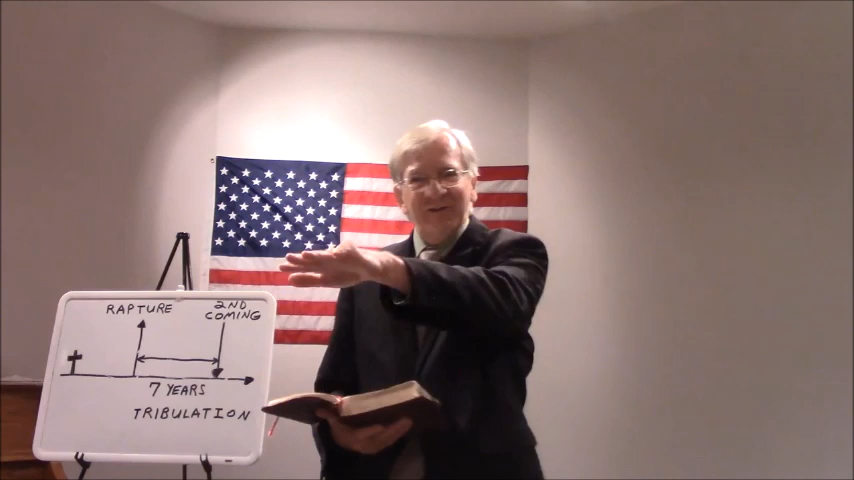 RAPTURE
2ND
COMING
7 YEARS
TRIBULATION